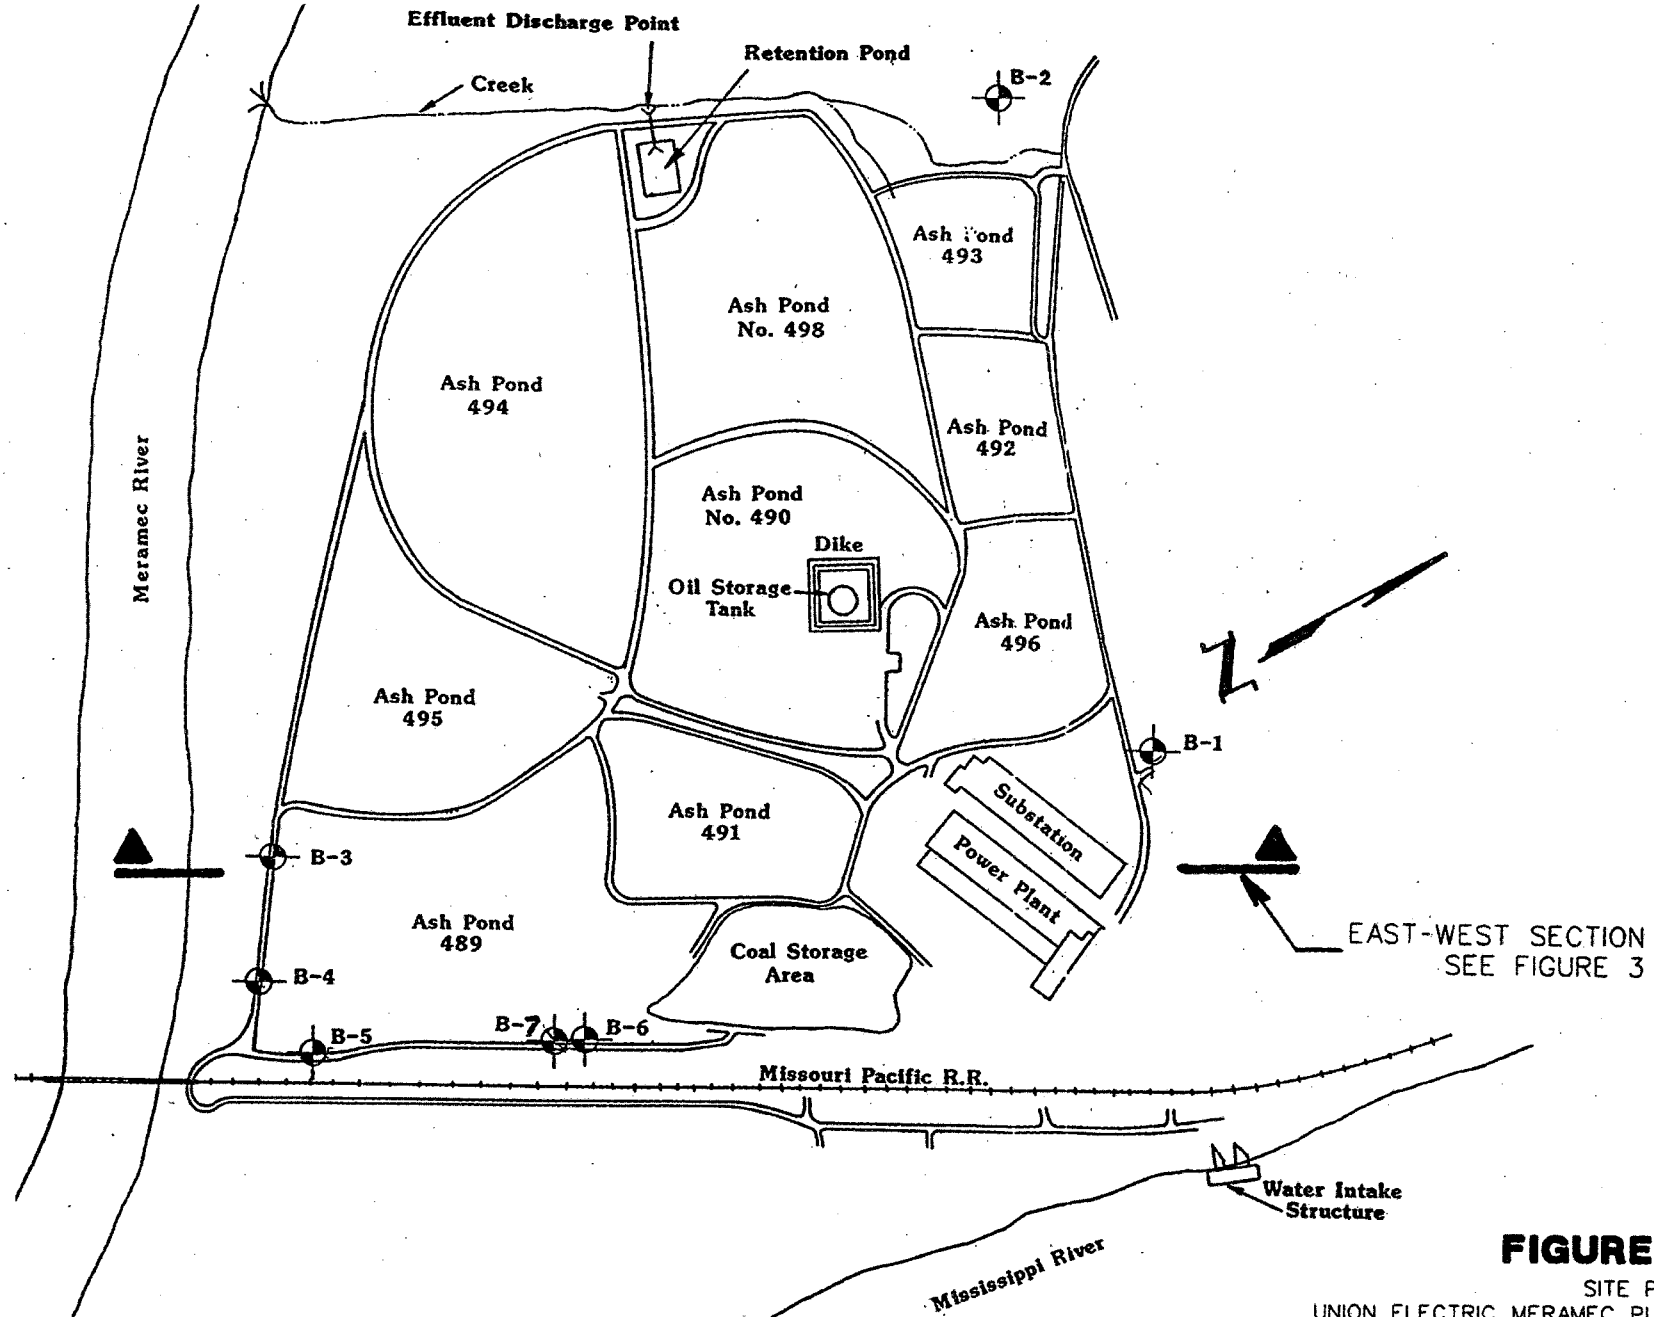 Effluent Discharge Point
Retention Pond
Creek
B-2
Ash Pond
493
Ash Pond
No. 498
Ash Pond
494
Ash Pond
492
Meramec River
Ash Pond
No. 490
Dike
Oil Storage
Tank
Ash Pond
496
N
Ash Pond
495
B-1
Substation
Ash Pond
491
Power Plant
B-3
Ash Pond
489
EAST-WEST SECTION
SEE FIGURE 3
Coal Storage
Area
B-4
B-5
B-7
B-6
Missouri Pacific R.R.
Water Intake
Structure
Mississippi River
FIGURE
SITE
UNION ELECTRIC MERAMEC